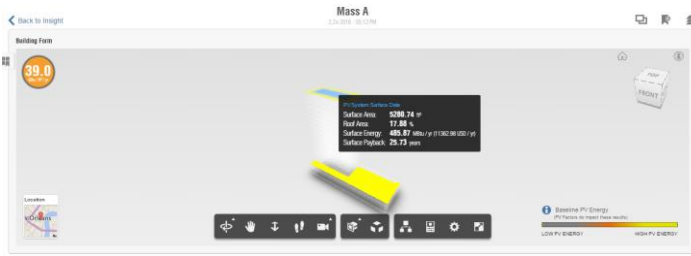 Back to Insight
Mass A
Building Form
39.0
PV System Surface Data
Surface Area: 5280.74 ft²
Roof Area: 17.88 %
Surface Energy: 485.87 MBtu / yr (11362.98 USD / yr)
Surface Payback: 25.73 years
TOP
FRONT
Location
Baseline PV Energy
LOW PV ENERGY
HIGH PV ENERGY